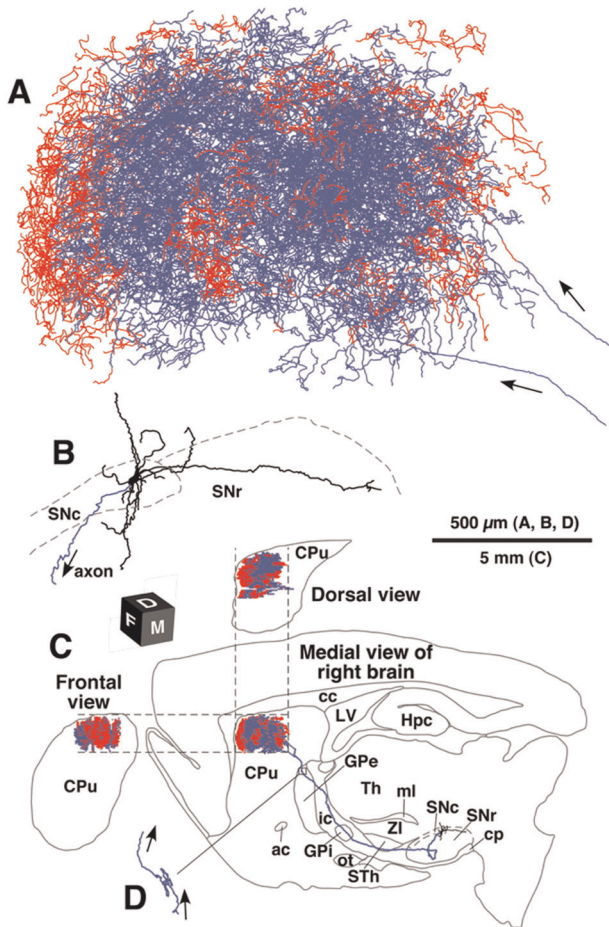 A
B
SNr
SNc
axon
500 µm (A, B, D)
5 mm (C)
CPu
Dorsal view
D
F
M
C
Medial view of
right brain
Frontal
view
cc
LV
Hpc
CPu
CPu
GPe
Th
ml
SNc
SNr
ic
ZI
cp
ac
GPi
ot
STh
D